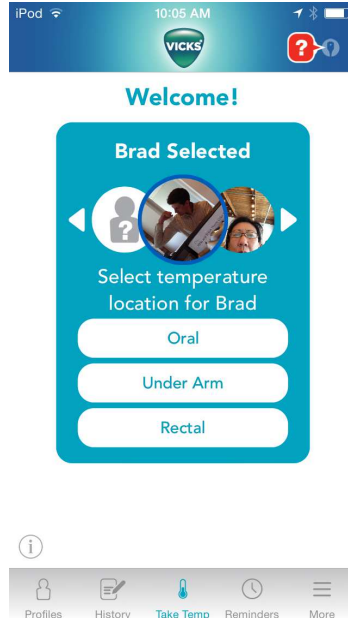 iPod
10:05 AM
VICKS
?
Welcome!
Brad Selected
?
Select temperature
location for Brad
Oral
Under Arm
Rectal
i
Profiles
History
Take Temp
Reminders
More